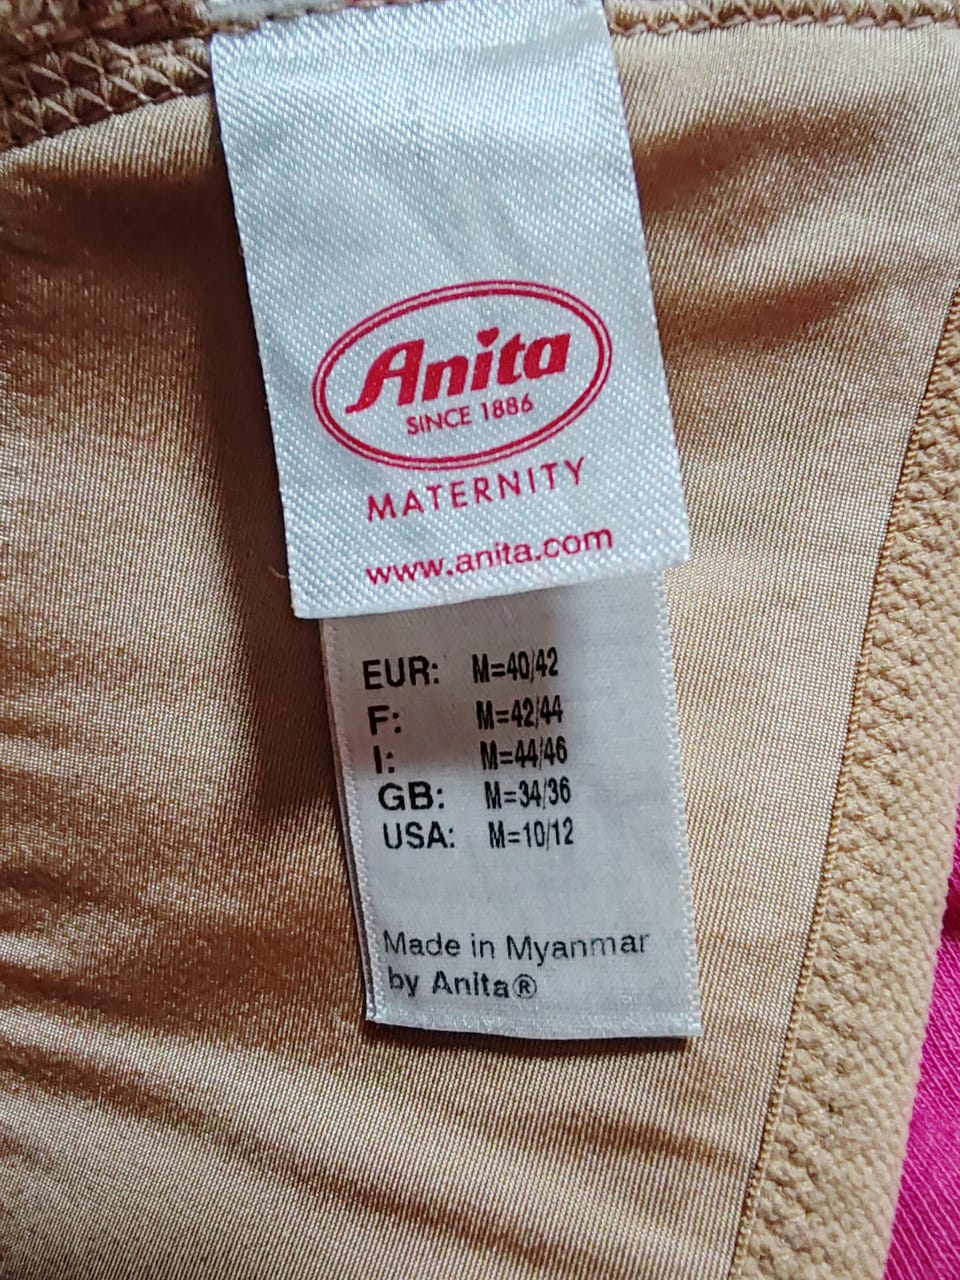 Anita
SINCE 1886
MATERNITY
www.anita.com
EUR: M=40/42
F: M=42/44
I: M=44/46
GB: M=34/36
USA: M=10/12
Made in Myanmar
by Anita®